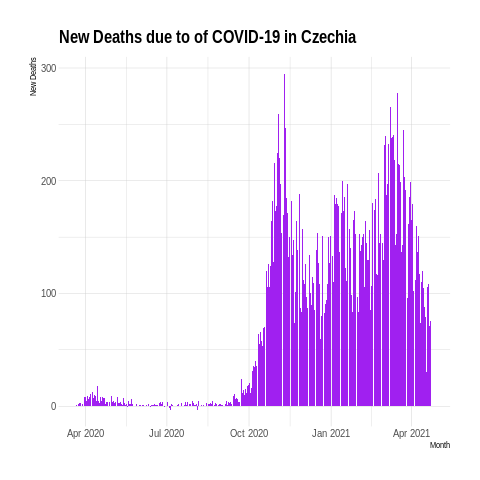 New Deaths due to of COVID-19 in Czechia
New Deaths
300
200
100
0
Apr 2020 Jul 2020 Oct 2020 Jan 2021 Apr 2021
Month